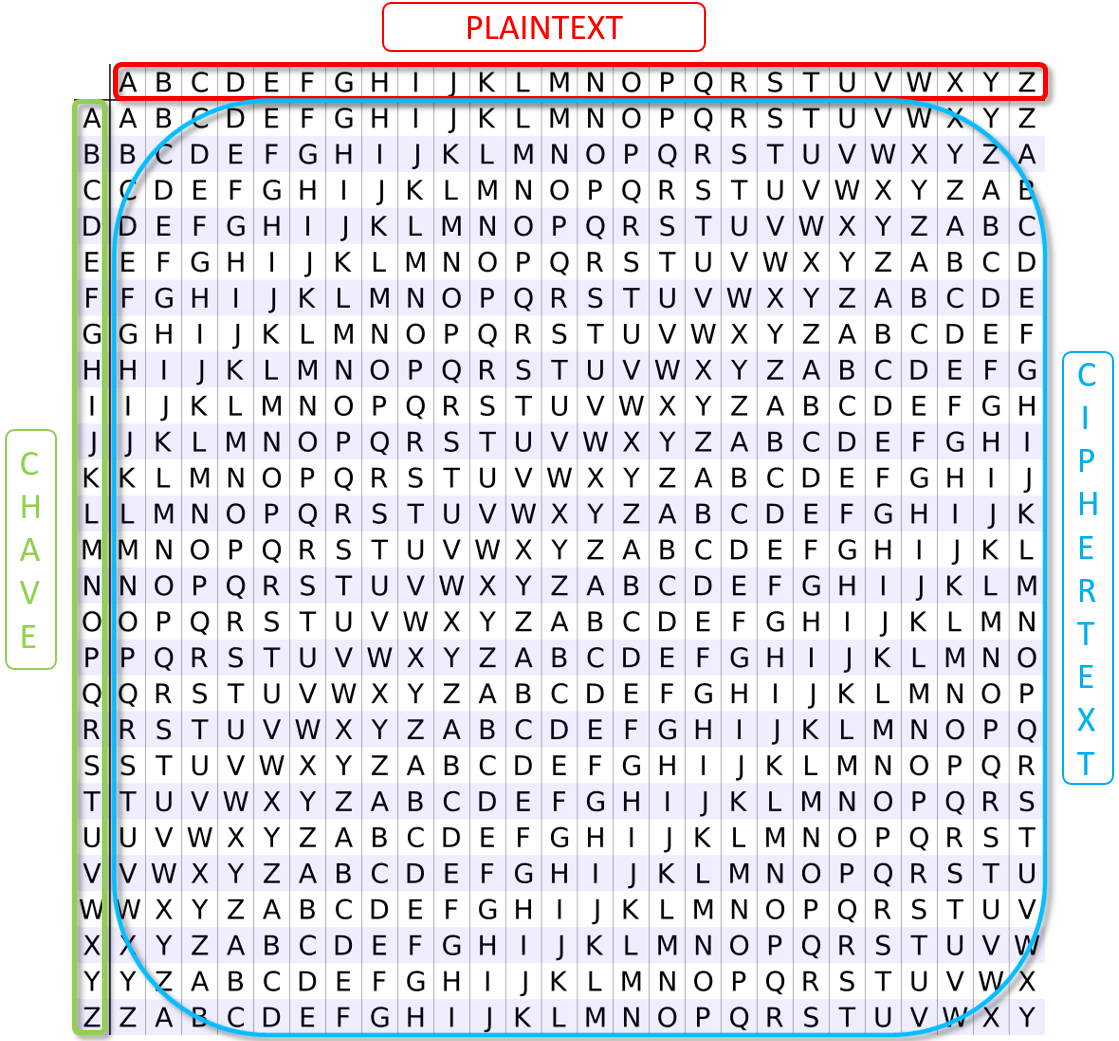 PLAINTEXT
A B C D E F G H I J K L M N O P Q R S T U V W X Y Z
A A B C D E F G H I J K L M N O P Q R S T U V W X Y Z
B B C D E F G H I J K L M N O P Q R S T U V W X Y Z A
C C D E F G H I J K L M N O P Q R S T U V W X Y Z A B
D D E F G H I J K L M N O P Q R S T U V W X Y Z A B C
E E F G H I J K L M N O P Q R S T U V W X Y Z A B C D
F F G H I J K L M N O P Q R S T U V W X Y Z A B C D E
G G H I J K L M N O P Q R S T U V W X Y Z A B C D E F
H H I J K L M N O P Q R S T U V W X Y Z A B C D E F G
I I J K L M N O P Q R S T U V W X Y Z A B C D E F G H
J J K L M N O P Q R S T U V W X Y Z A B C D E F G H I
K K L M N O P Q R S T U V W X Y Z A B C D E F G H I J
L L M N O P Q R S T U V W X Y Z A B C D E F G H I J K
M M N O P Q R S T U V W X Y Z A B C D E F G H I J K L
N N O P Q R S T U V W X Y Z A B C D E F G H I J K L M
O O P Q R S T U V W X Y Z A B C D E F G H I J K L M N
P P Q R S T U V W X Y Z A B C D E F G H I J K L M N O
Q Q R S T U V W X Y Z A B C D E F G H I J K L M N O P
R R S T U V W X Y Z A B C D E F G H I J K L M N O P Q
S S T U V W X Y Z A B C D E F G H I J K L M N O P Q R
T T U V W X Y Z A B C D E F G H I J K L M N O P Q R S
U U V W X Y Z A B C D E F G H I J K L M N O P Q R S T
V V W X Y Z A B C D E F G H I J K L M N O P Q R S T U
W W X Y Z A B C D E F G H I J K L M N O P Q R S T U V
X X Y Z A B C D E F G H I J K L M N O P Q R S T U V W
Y Y Z A B C D E F G H I J K L M N O P Q R S T U V W X
Z Z A B C D E F G H I J K L M N O P Q R S T U V W X Y
CHAVE
CIPHERTEXT